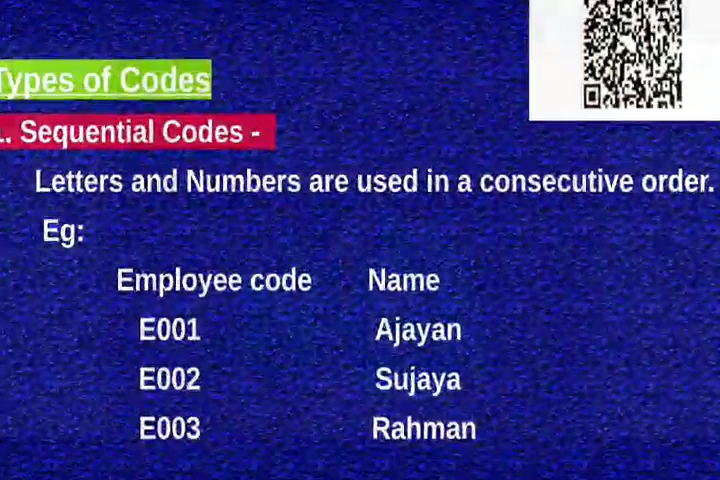 Types of Codes
1. Sequential Codes -
Letters and Numbers are used in a consecutive order.
Eg:
Employee code Name
E001 Ajayan
E002 Sujaya
E003 Rahman